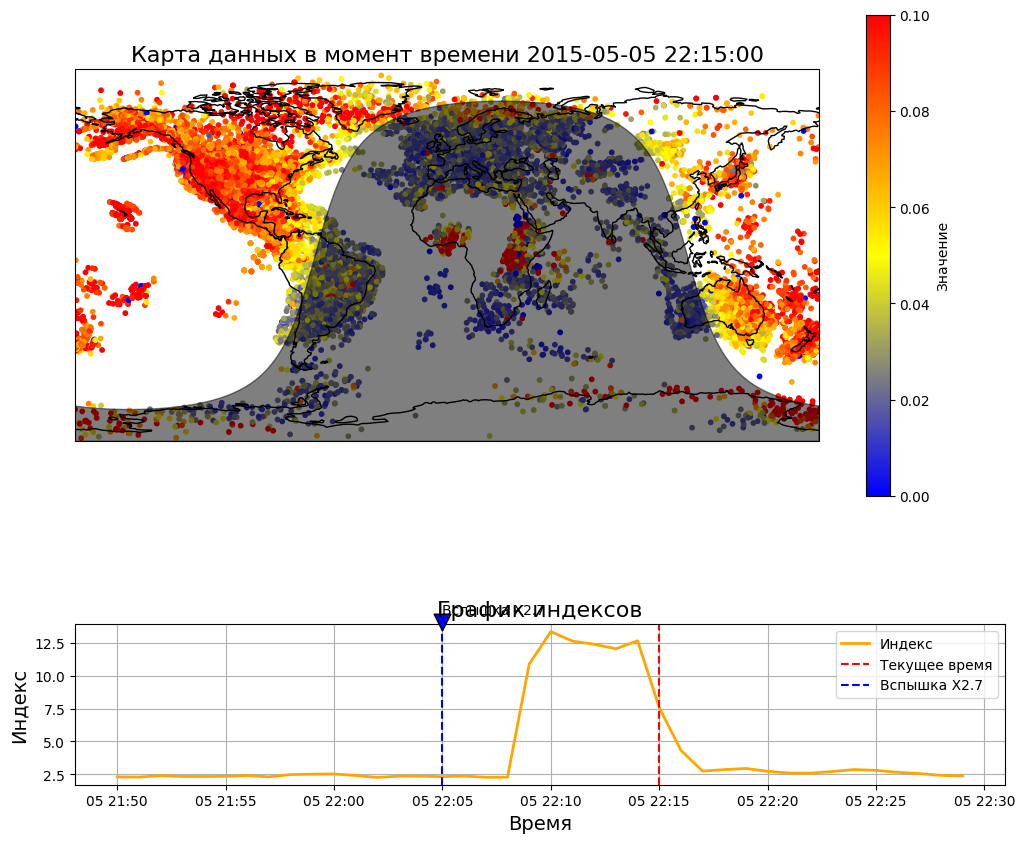 Карта данных в момент времени 2015-05-05 22:15:00
0.10
0.08
0.06
0.04
0.02
0.00
Значение
Вспышка X2.7
График индексов
12.5
10.0
7.5
5.0
2.5
Индекс
Индекс
Текущее время
Вспышка X2.7
05 21:50 05 21:55 05 22:00 05 22:05 05 22:10 05 22:15 05 22:20 05 22:25 05 22:30
Время